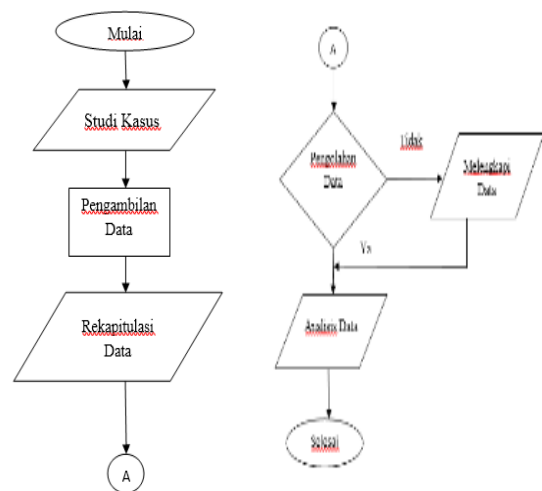 Mulai
Studi Kasus
Pengambilan
Data
Rekapitulasi
Data
A
A
Pengolahan
Data
Tidak
Melengkapi
Data
Ya
Analisis Data
Selesai